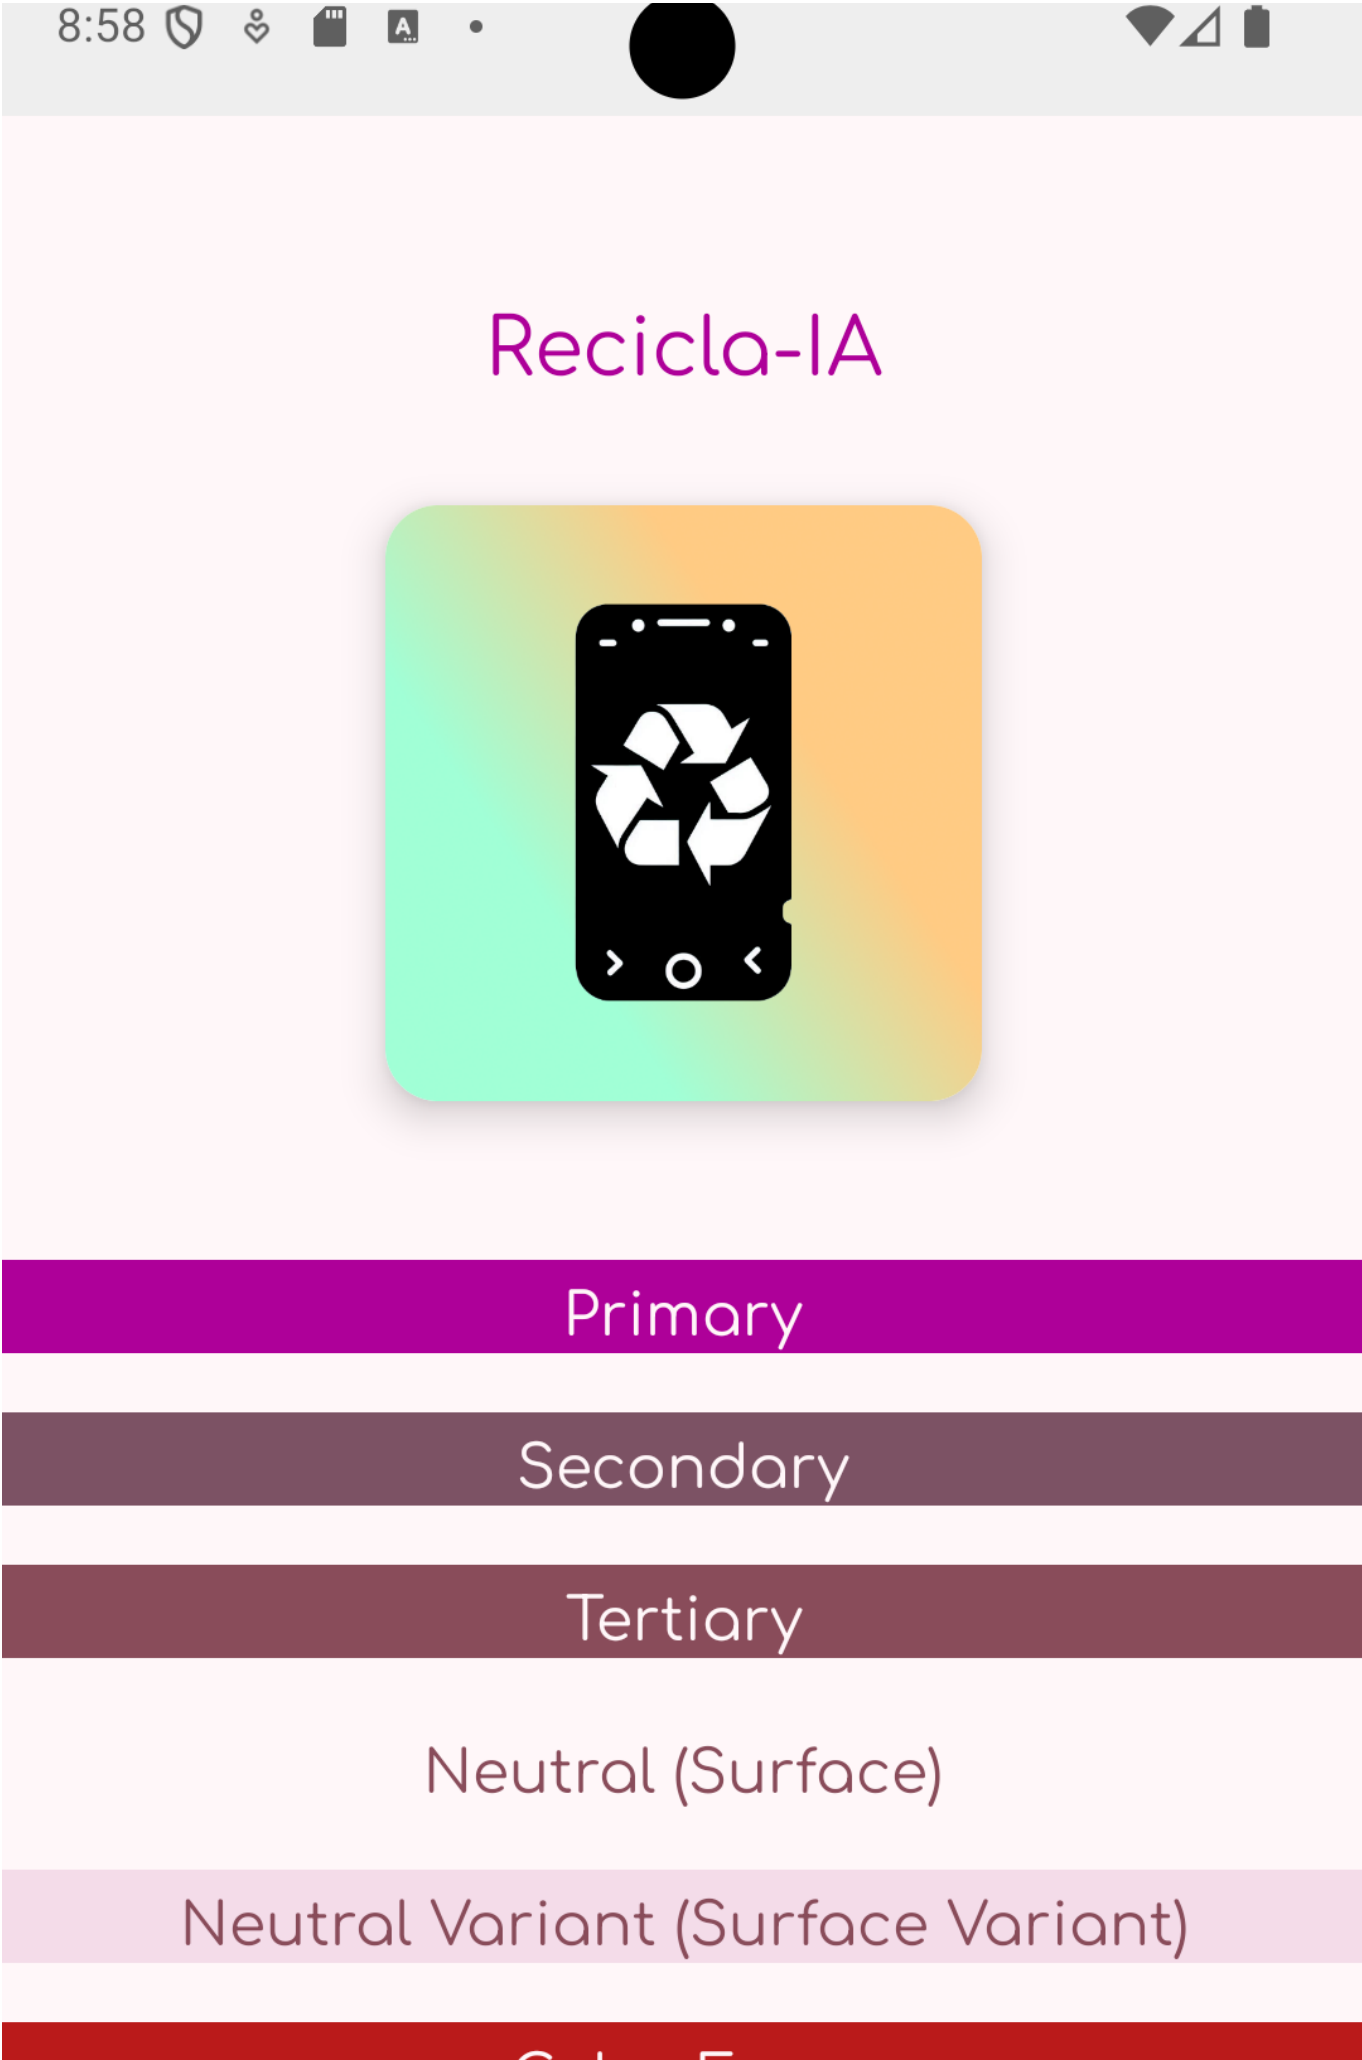 8:58
Recicla-IA
Primary
Secondary
Tertiary
Neutral (Surface)
Neutral Variant (Surface Variant)